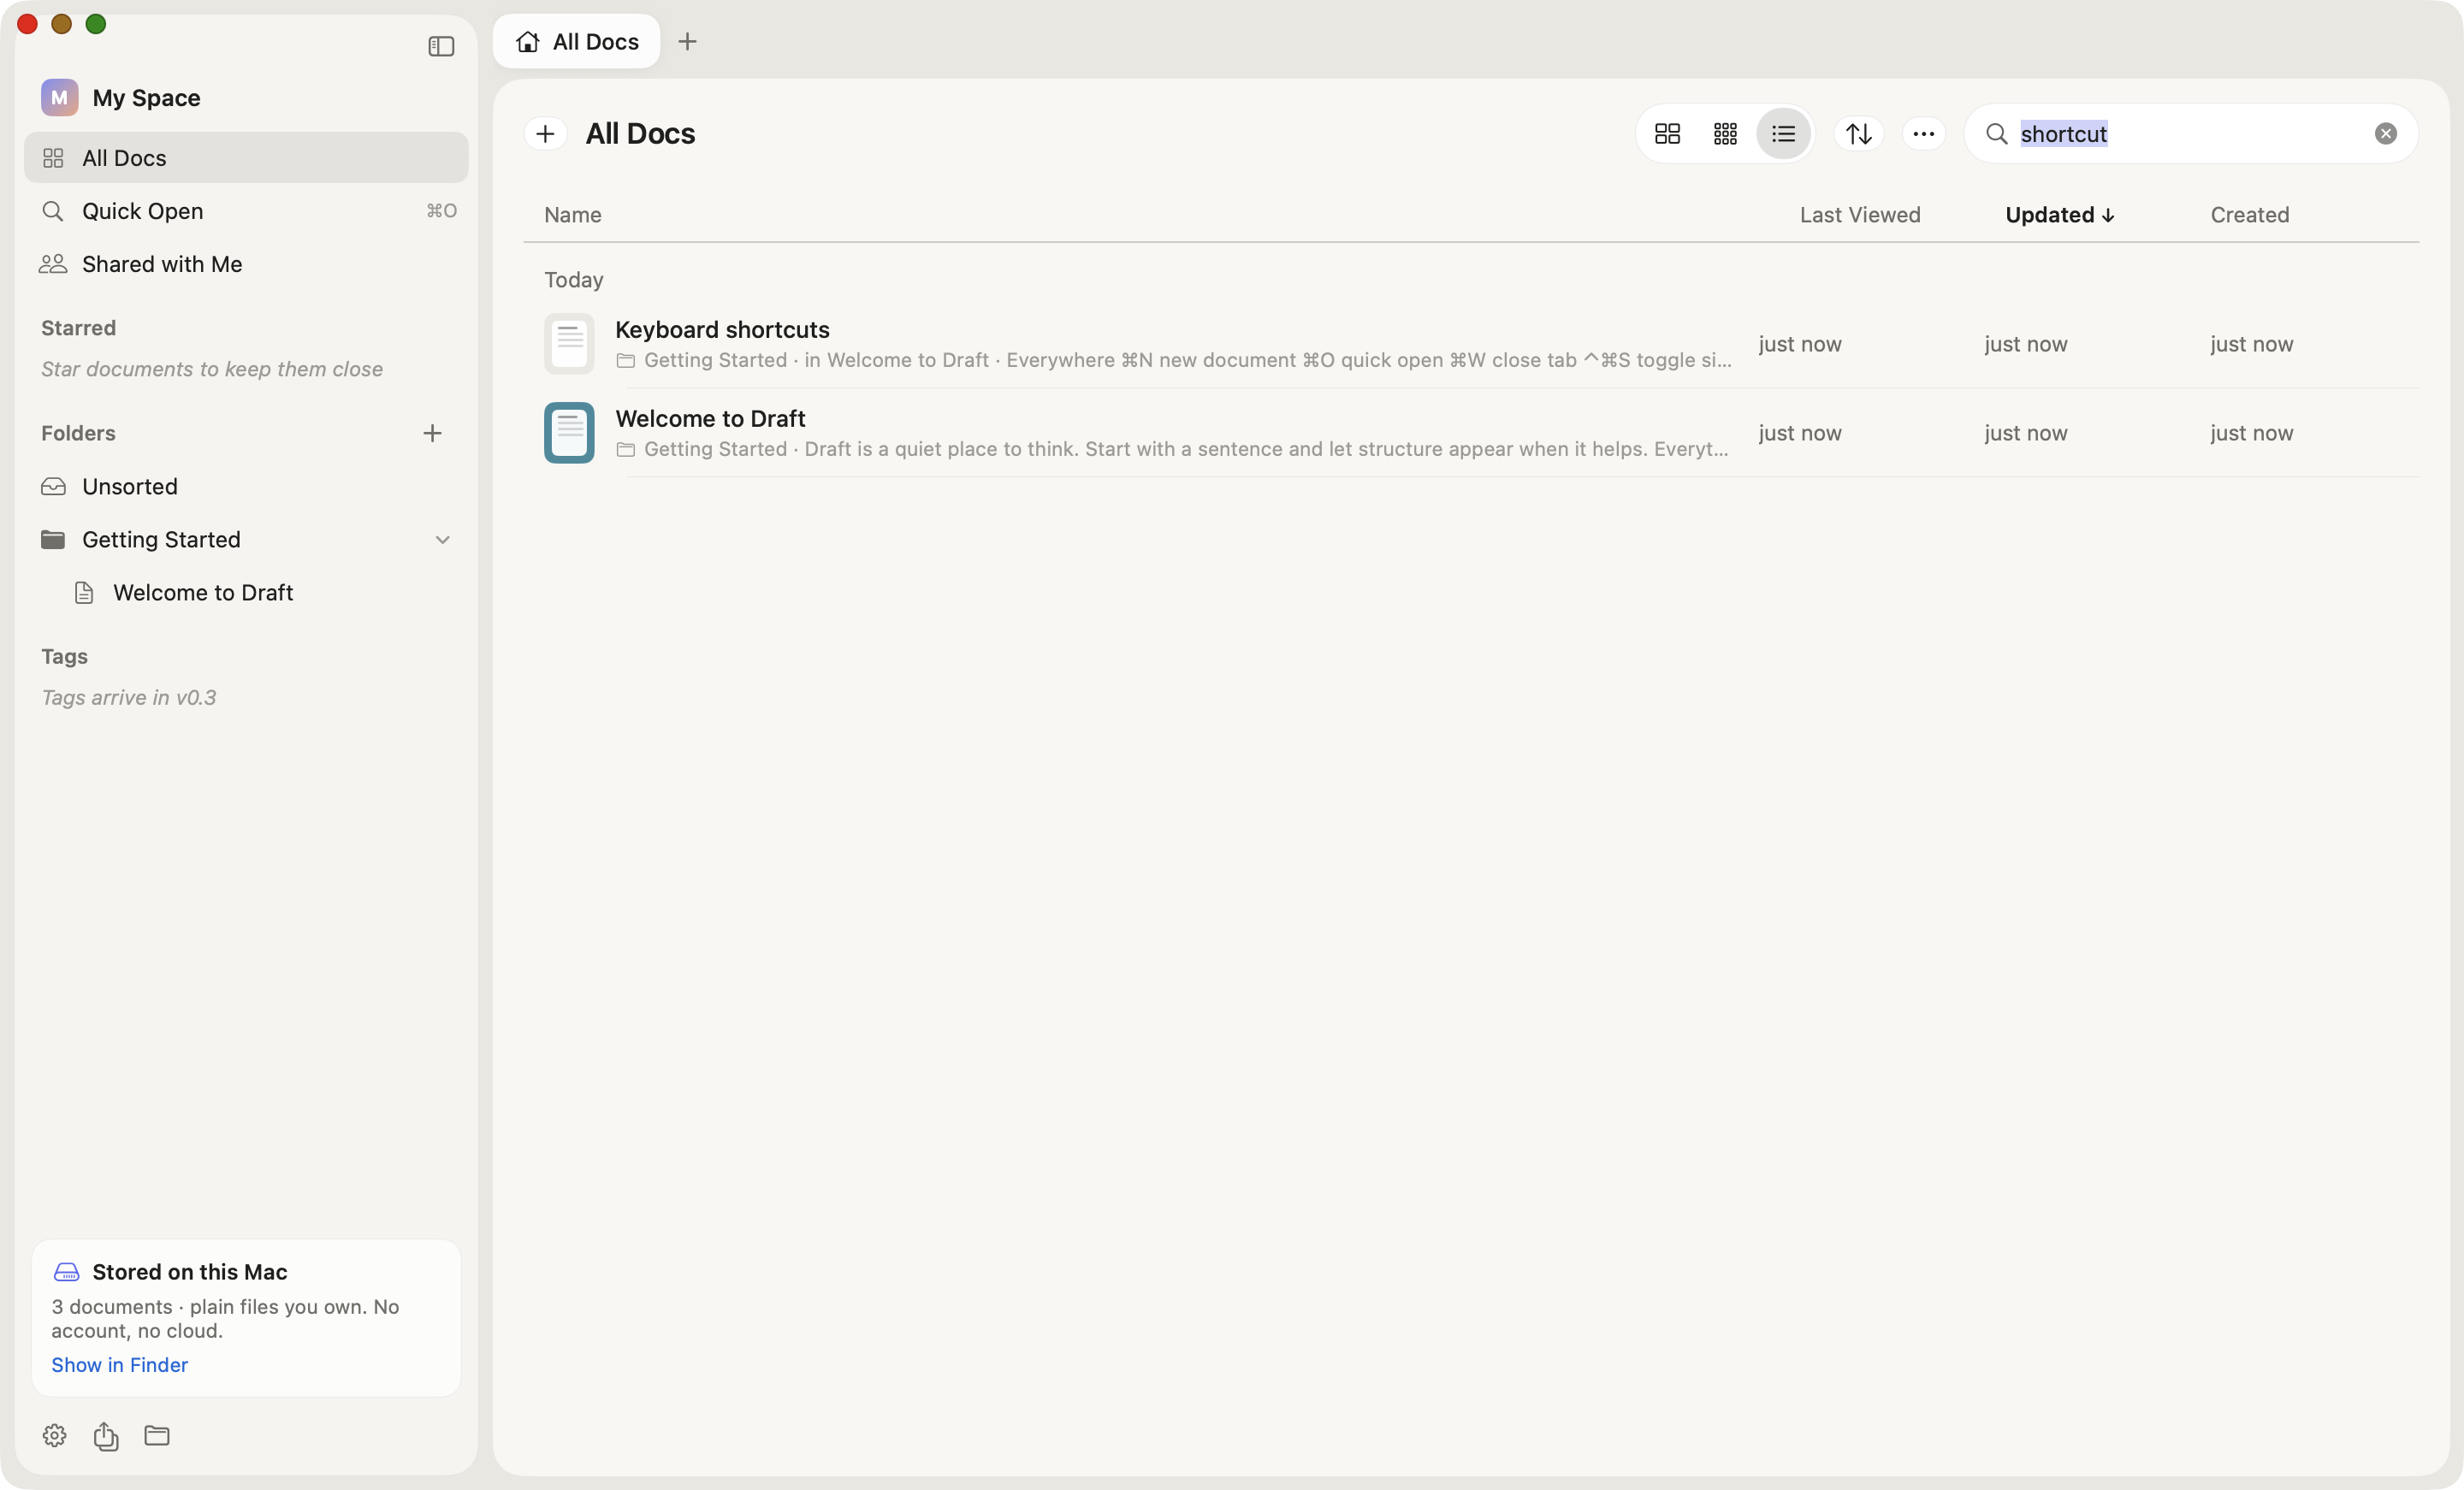 All Docs
M My Space
All Docs
Quick Open ⌘O
Shared with Me
Starred
Star documents to keep them close
Folders
Unsorted
Getting Started
Welcome to Draft
Tags
Tags arrive in v0.3
Stored on this Mac
3 documents · plain files you own. No
account, no cloud.
Show in Finder
All Docs
shortcut
Name Last Viewed Updated Created
Today
Keyboard shortcuts
Getting Started · in Welcome to Draft · Everywhere ⌘N new document ⌘O quick open ⌘W close tab ^⌘S toggle si...
just now just now just now
Welcome to Draft
Getting Started · Draft is a quiet place to think. Start with a sentence and let structure appear when it helps. Everyt...
just now just now just now